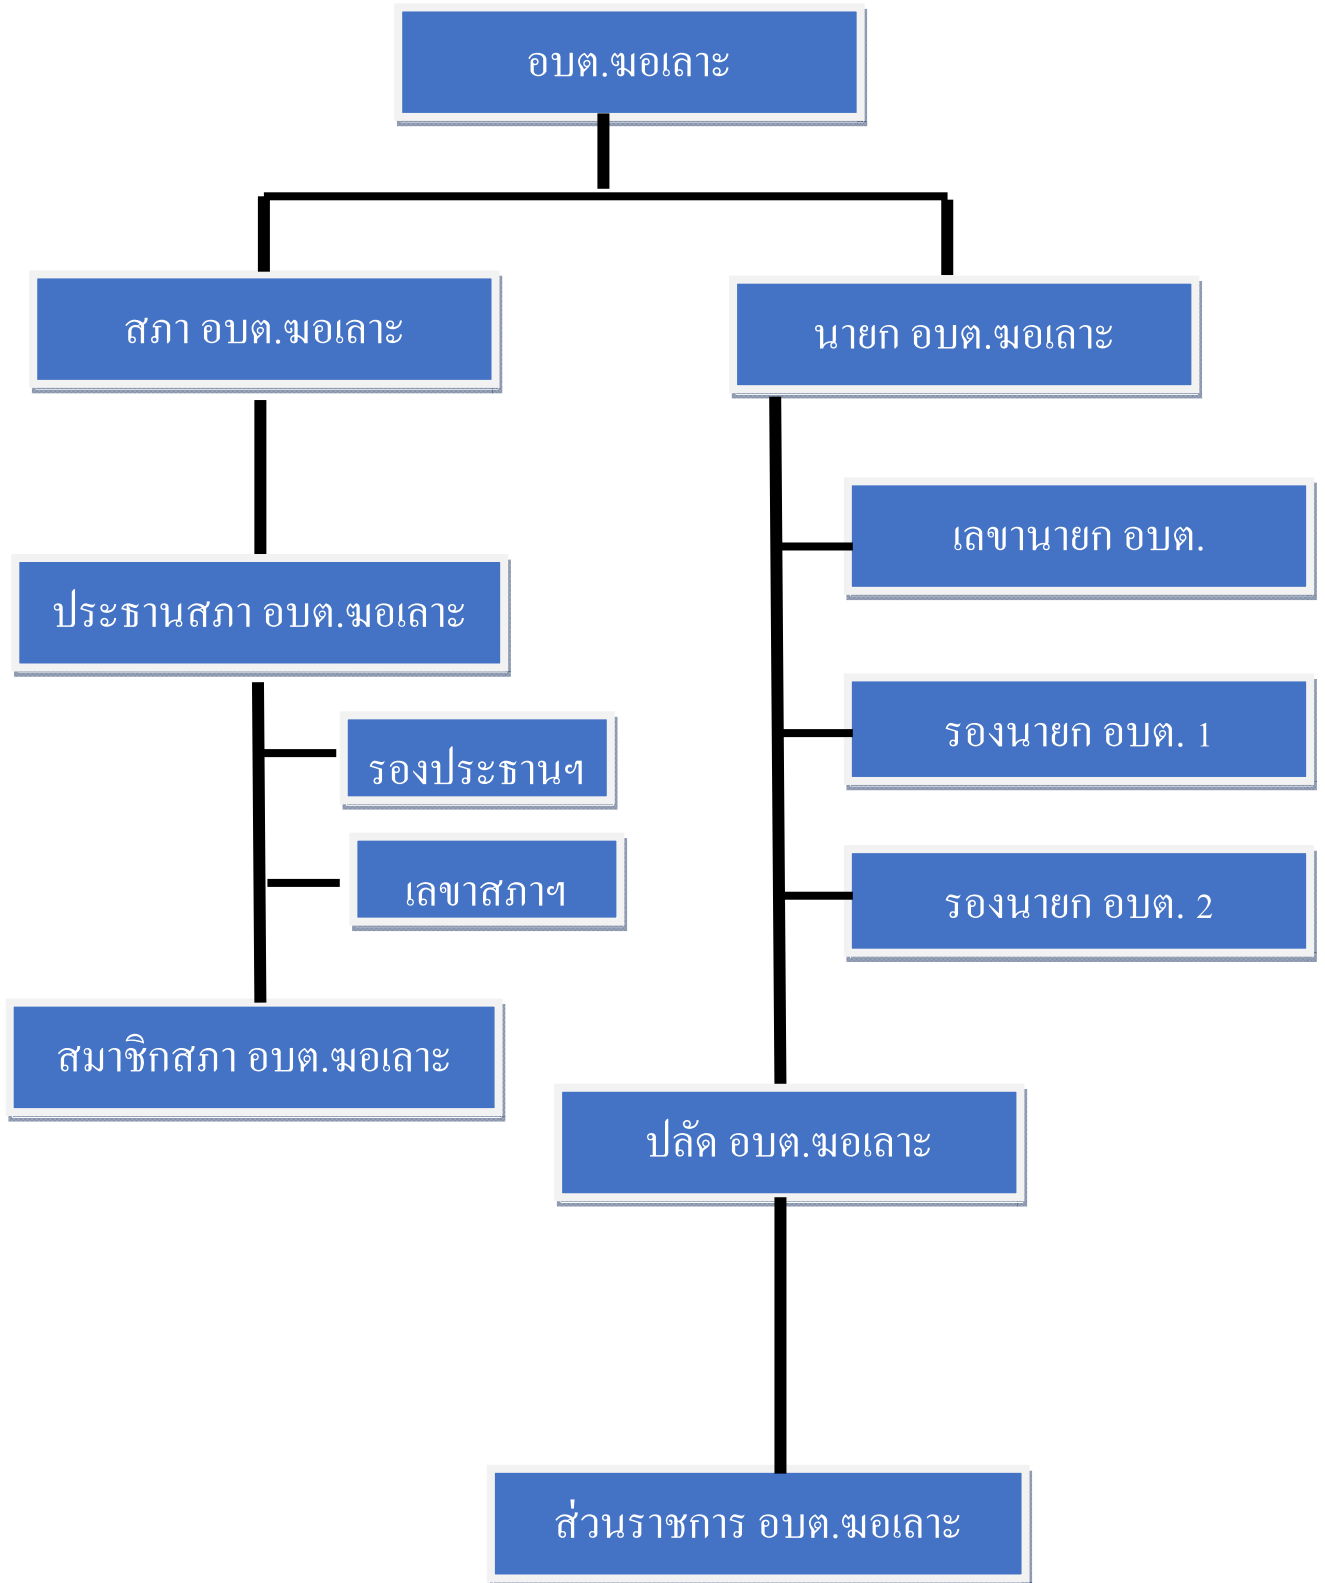 อบต.ฆอเลาะ
สภา อบต.ฆอเลาะ
นายก อบต.ฆอเลาะ
เลขานายก อบต.
ประธานสภา อบต.ฆอเลาะ
รองนายก อบต. 1
รองประธานฯ
เลขาสภาฯ
รองนายก อบต. 2
สมาชิกสภา อบต.ฆอเลาะ
ปลัด อบต.ฆอเลาะ
ส่วนราชการ อบต.ฆอเลาะ